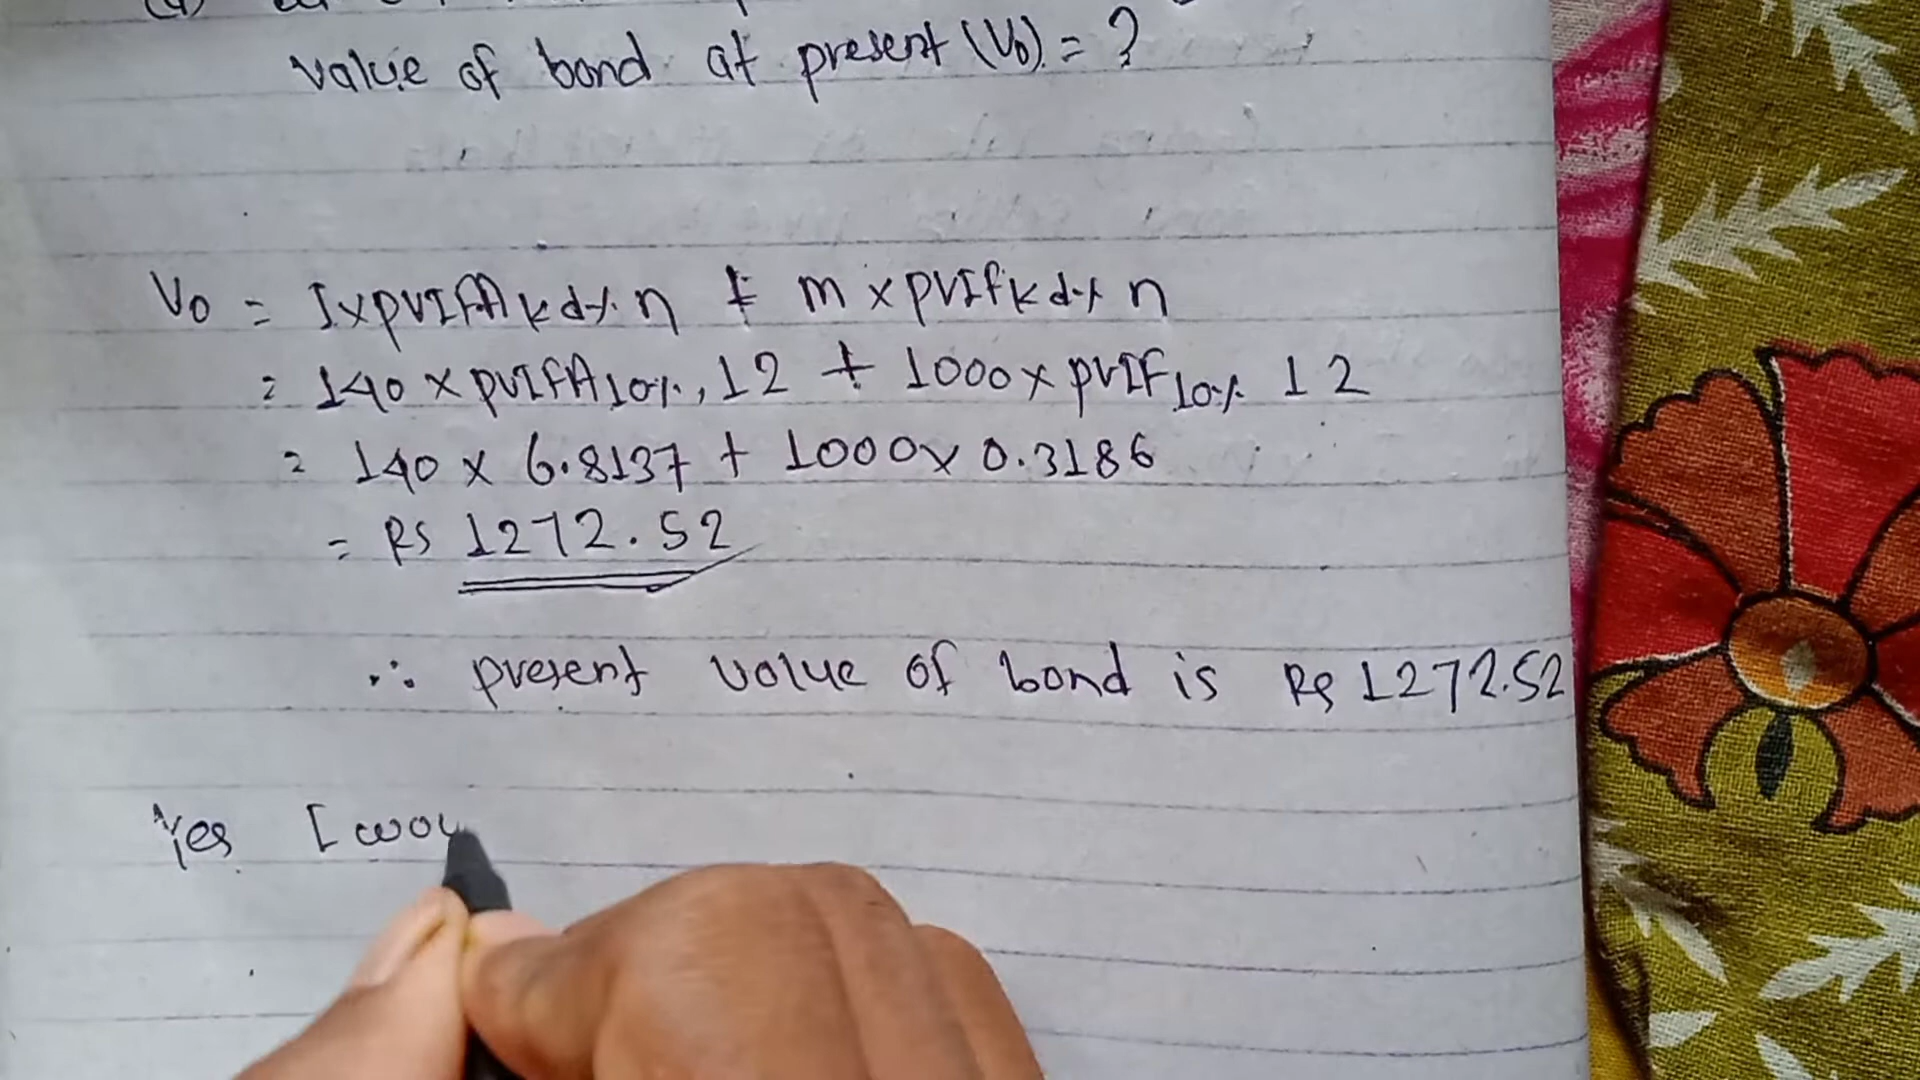 value of bond at present (V₀) = ?
V₀ = I x PVIFA kd%. n + m x PVIF kd% n
= 140 x PVIFA 10%, 12 + 1000 x PVIF 10% 12
= 140 x 6.8137 + 1000 x 0.3186
= RS 1272.52
∴ present value of bond is Rs 1272.52
Yes I wou